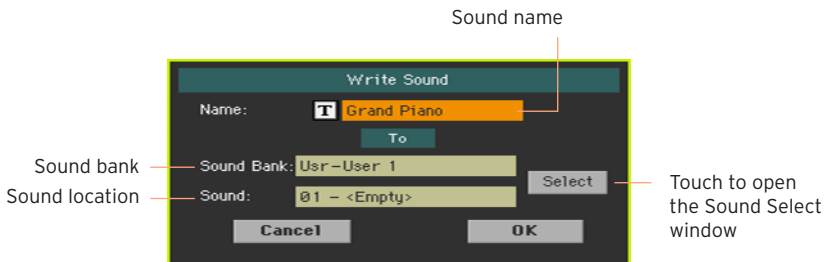 Sound name
Write Sound
Name: T Grand Piano
To
Sound bank
Sound Bank: Usr-User 1
Select
Sound location
Sound: 01 - <Empty>
Touch to open
the Sound Select
window
Cancel OK